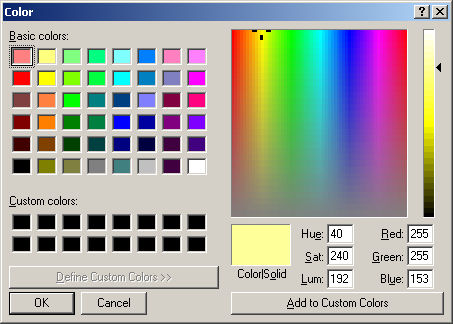 Color
Basic colors:
Custom colors:
Define Custom Colors >>
OK
Cancel
Color|Solid
Hue: 40
Sat: 240
Lum: 192
Red: 255
Green: 255
Blue: 153
Add to Custom Colors